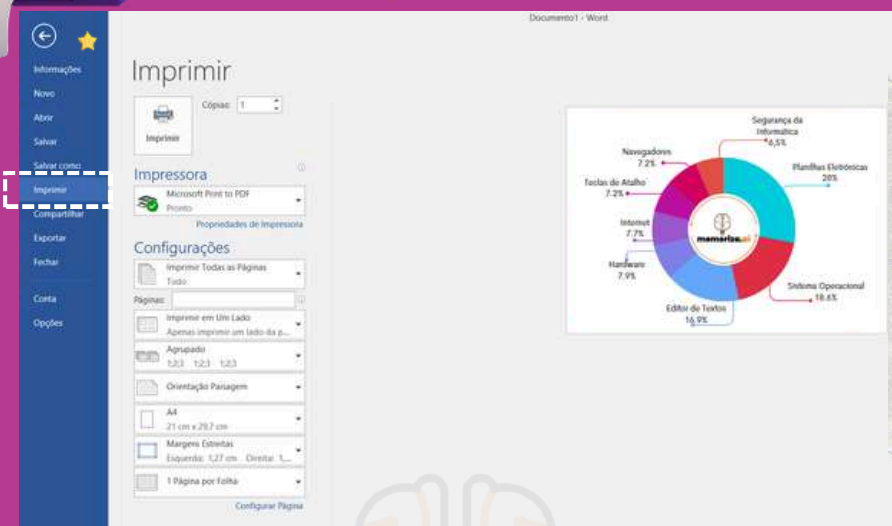 Documento1 - Word
Informações
Novo
Abrir
Salvar
Salvar como
Imprimir
Compartilhar
Exportar
Fechar
Conta
Opções
Imprimir
Imprimir
Cópias: 1
Impressora
Microsoft Print to PDF
Pronto
Propriedades de Impressora
Configurações
Imprimir Todas as Páginas
Tudo
Páginas:
Imprimir em Um Lado
Apenas imprimir um lado da p...
Agrupado
1;2;3 1;2;3 1;2;3
Orientação Paisagem
A4
21 cm x 29,7 cm
Margens Estreitas
Esquerda: 1,27 cm Direita: 1,...
1 Página por Folha
Configurar Página
Segurança da
Informática
6,5%
Navegadores
7.2%
Planilhas Eletrônicas
28%
Teclas de Atalho
7.2%
Internet
7.7%
memorize.ai
Hardware
7.9%
Sistema Operacional
18.6%
Editor de Textos
16.9%